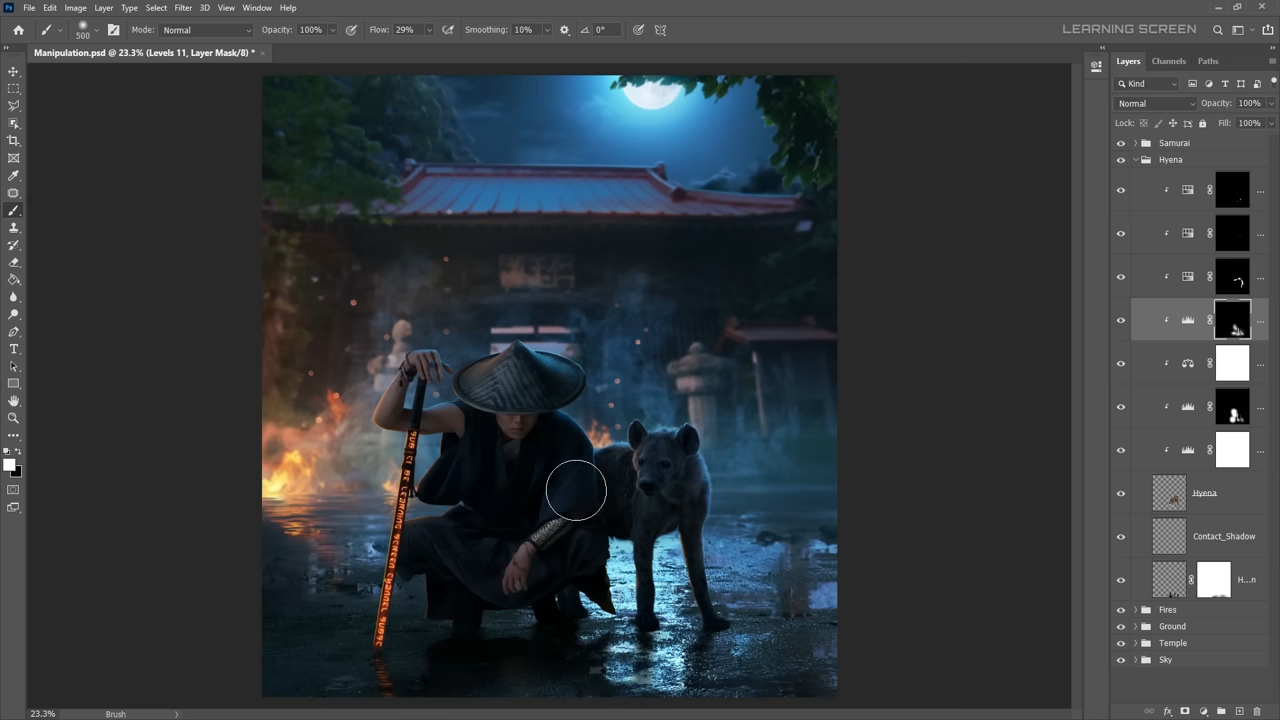 File Edit Image Layer Type Select Filter 3D View Window Help
500 Mode: Normal Opacity: 100% Flow: 29% Smoothing: 10% 0° LEARNING SCREEN
Manipulation.psd @ 23.3% (Levels 11, Layer Mask/8) *
Layers Channels Paths
Kind
Normal Opacity: 100%
Lock: Fill: 100%
Samurai
Hyena
Hyena
Contact_Shadow
H...n
Fires
Ground
Temple
Sky
23.3% Brush